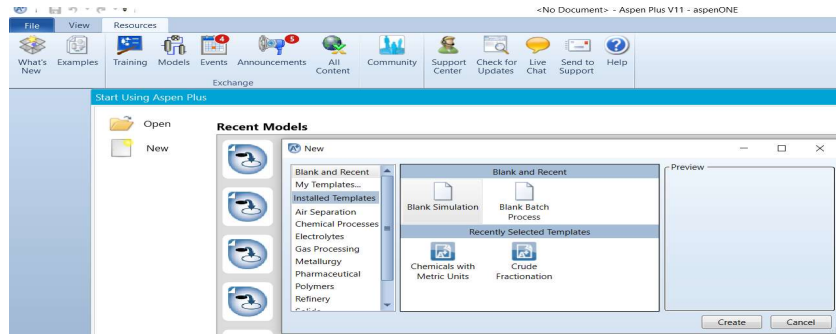 <No Document> - Aspen Plus V11 - aspenONE
File View Resources
What's New Examples Training Models Events 4 Announcements 5 All Content Community Support Center Check for Updates Live Chat Send to Support Help
Exchange
Start Using Aspen Plus
Open
New
Recent Models
New
Blank and Recent
My Templates...
Installed Templates
Air Separation
Chemical Processes
Electrolytes
Gas Processing
Metallurgy
Pharmaceutical
Polymers
Refinery
Blank and Recent
Blank Simulation
Blank Batch
Process
Recently Selected Templates
Chemicals with
Metric Units
Crude
Fractionation
Preview
Create Cancel